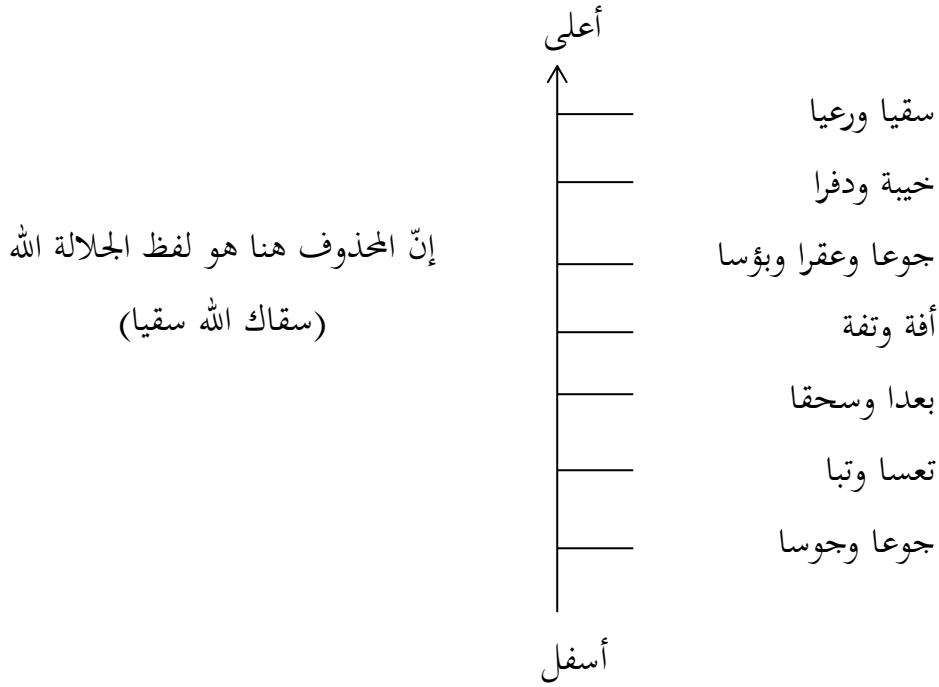 أعلى
سقيا ورعيا
خيبة ودفرا
جوعا وعقرا وبؤسا
أفة وتفة
بعدا وسحقا
تعسا وتبا
جوعا وجوسا
أسفل
إنّ المحذوف هنا هو لفظ الجلالة الله
(سقاك الله سقيا)